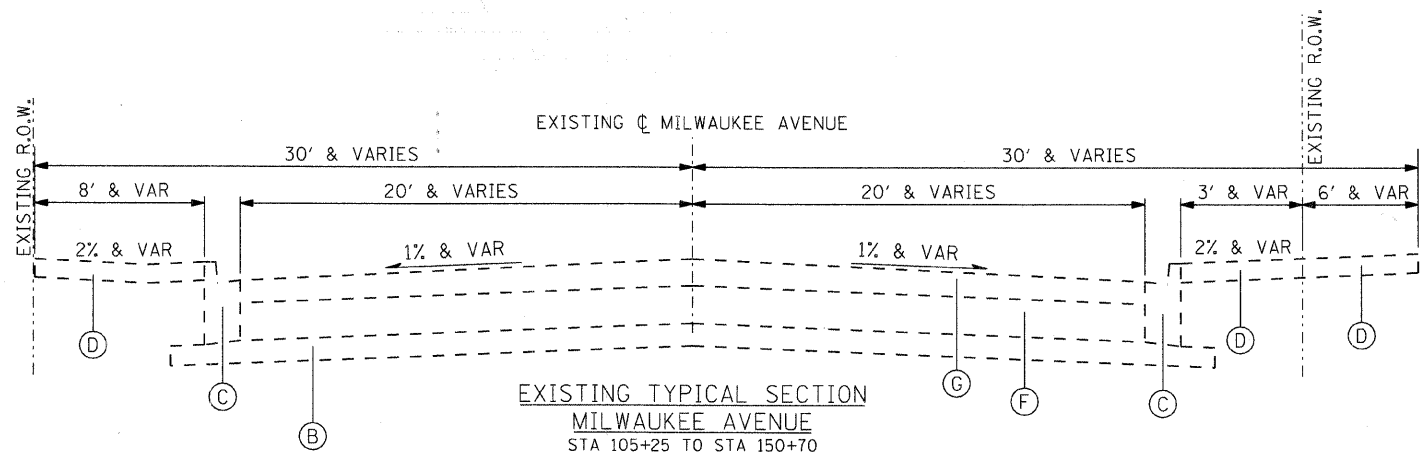 EXISTING R.O.W.
EXISTING R.O.W.
EXISTING ℄ MILWAUKEE AVENUE
30' & VARIES
30' & VARIES
8' & VAR
20' & VARIES
20' & VARIES
3' & VAR
6' & VAR
2% & VAR
1% & VAR
1% & VAR
2% & VAR
D
C
B
G
F
C
D
D
EXISTING TYPICAL SECTION
MILWAUKEE AVENUE
STA 105+25 TO STA 150+70